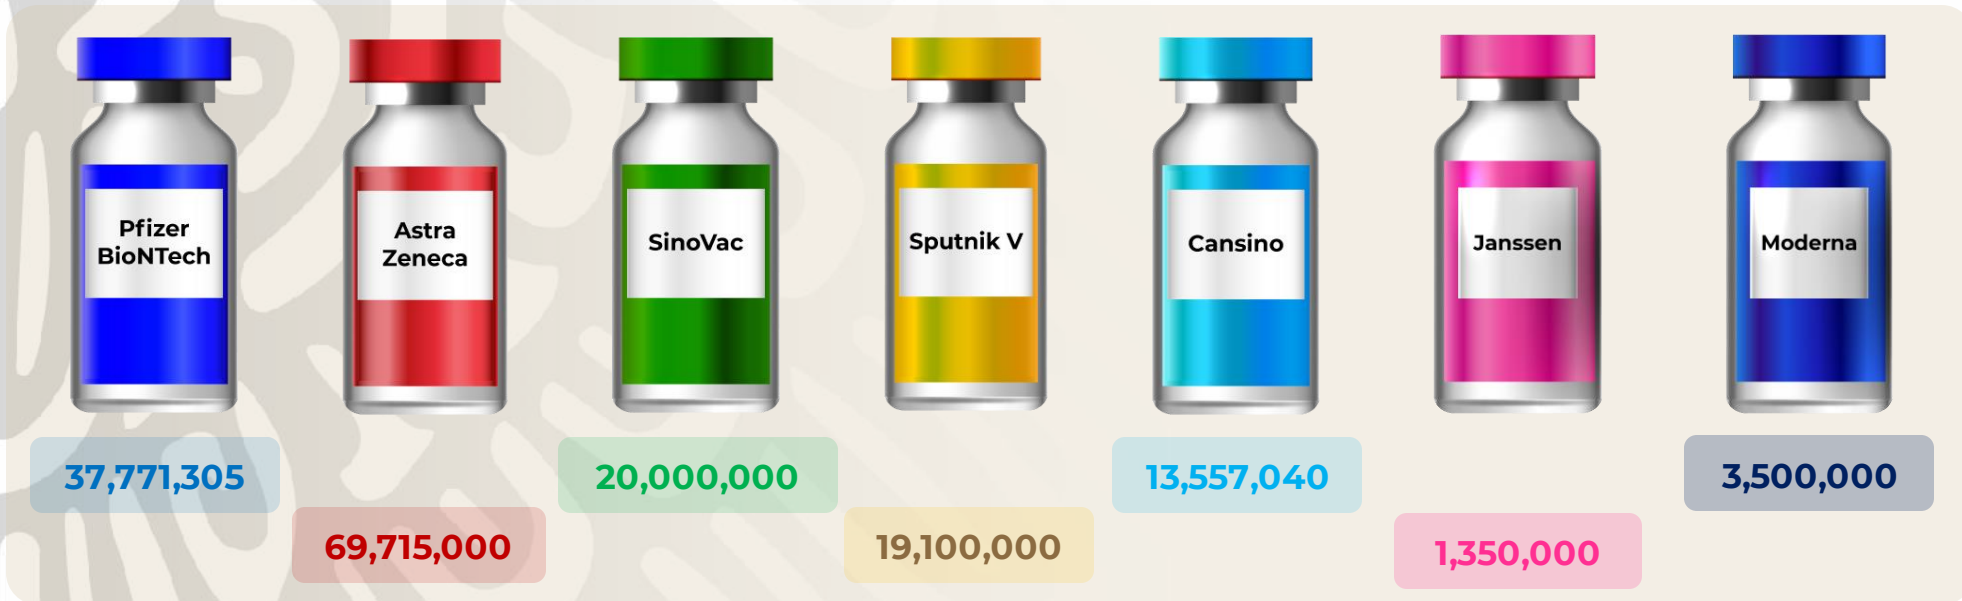 Pfizer
BioNTech
Astra
Zeneca
SinoVac
Sputnik V
Cansino
Janssen
Moderna
37,771,305
69,715,000
20,000,000
19,100,000
13,557,040
1,350,000
3,500,000